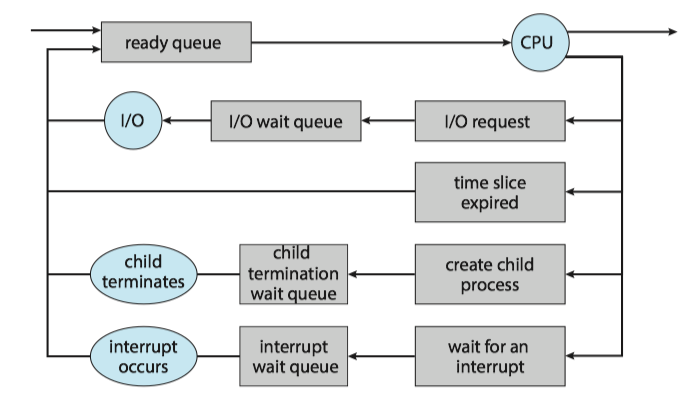 ready queue
CPU
I/O
I/O wait queue
I/O request
time slice
expired
child
terminates
child
termination
wait queue
create child
process
interrupt
occurs
interrupt
wait queue
wait for an
interrupt